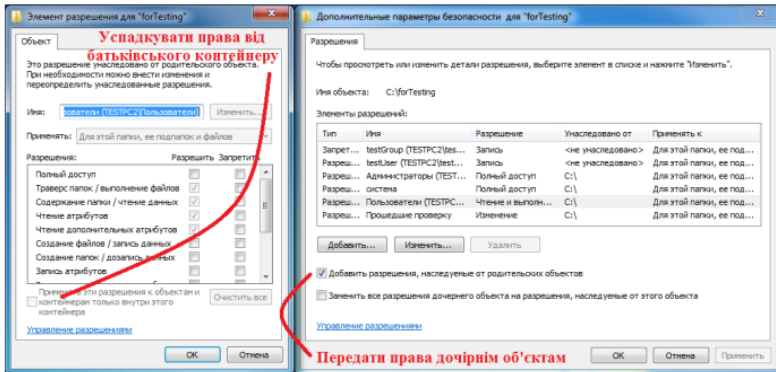 Элемент разрешения для "forTesting"
Объект
Успадкувати права від
батьківського контейнеру
Это разрешение унаследовано от родительского объекта.
При необходимости можно внести изменения и
переопределить унаследованные разрешения.
Имя: зователи (TESTPC2\Пользователи) Изменить...
Применять: Для этой папки, ее подпапок и файлов
Разрешения: Разрешить Запретить
Полный доступ
Траверс папок / выполнение файлов
Содержание папки / чтение данных
Чтение атрибутов
Чтение дополнительных атрибутов
Создание файлов / запись данных
Создание папок / дозапись данных
Запись атрибутов
Применять эти разрешения к объектам и
контейнерам только внутри этого
контейнера
Очистить все
Управление разрешениями
ОК Отмена
Дополнительные параметры безопасности для "forTesting"
Разрешения
Чтобы просмотреть или изменить детали разрешения, выберите элемент в списке и нажмите "Изменить".
Имя объекта: C:\forTesting
Элементы разрешений:
Тип Имя Разрешение Унаследовано от Применять к
Запрет... testGroup (TESTPC2\tes... Запись <не унаследовано> Для этой папки, ее под...
Разреш... testUser (TESTPC2\test... Запись <не унаследовано> Для этой папки, ее под...
Разреш... Администраторы (TEST... Полный доступ C:\ Для этой папки, ее под...
Разреш... система Полный доступ C:\ Для этой папки, ее под...
Разреш... Пользователи (TESTPC... Чтение и выполн... C:\ Для этой папки, ее под...
Разреш... Прошедшие проверку Изменение C:\ Для этой папки, ее под...
Добавить... Изменить... Удалить
Добавить разрешения, наследуемые от родительских объектов
Заменить все разрешения дочернего объекта на разрешения, наследуемые от этого объекта
Управление разрешениями
Передати права дочірнім об'єктам
ОК Отмена Применить